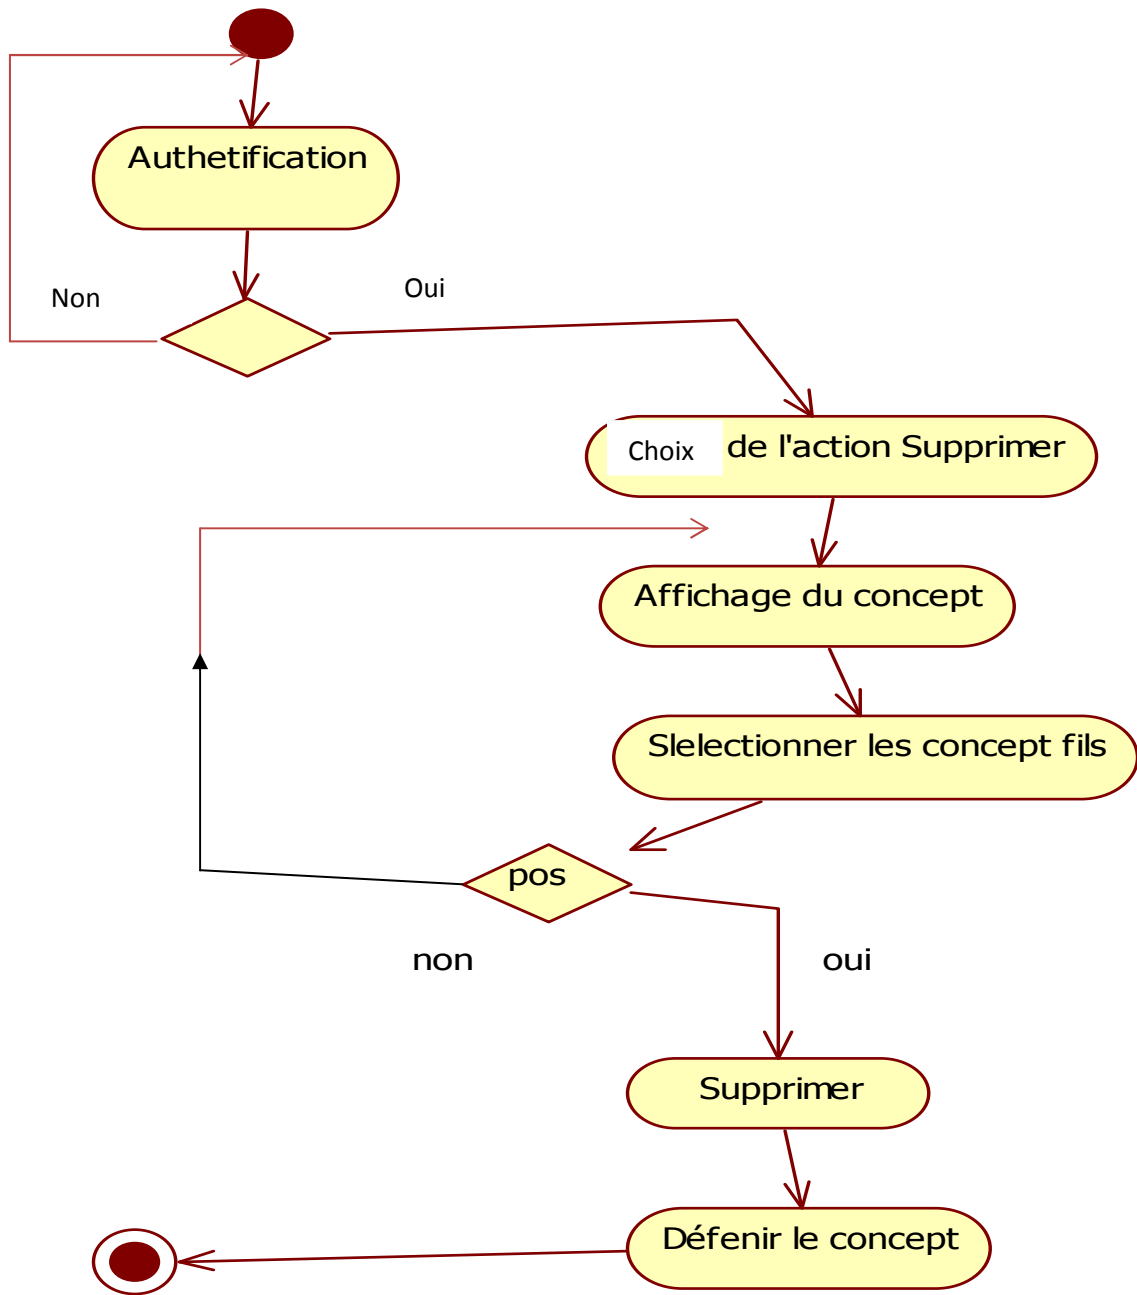 Authetification
Non
Oui
Choix de l'action Supprimer
Affichage du concept
Slelectionner les concept fils
pos
non
oui
Supprimer
Défenir le concept